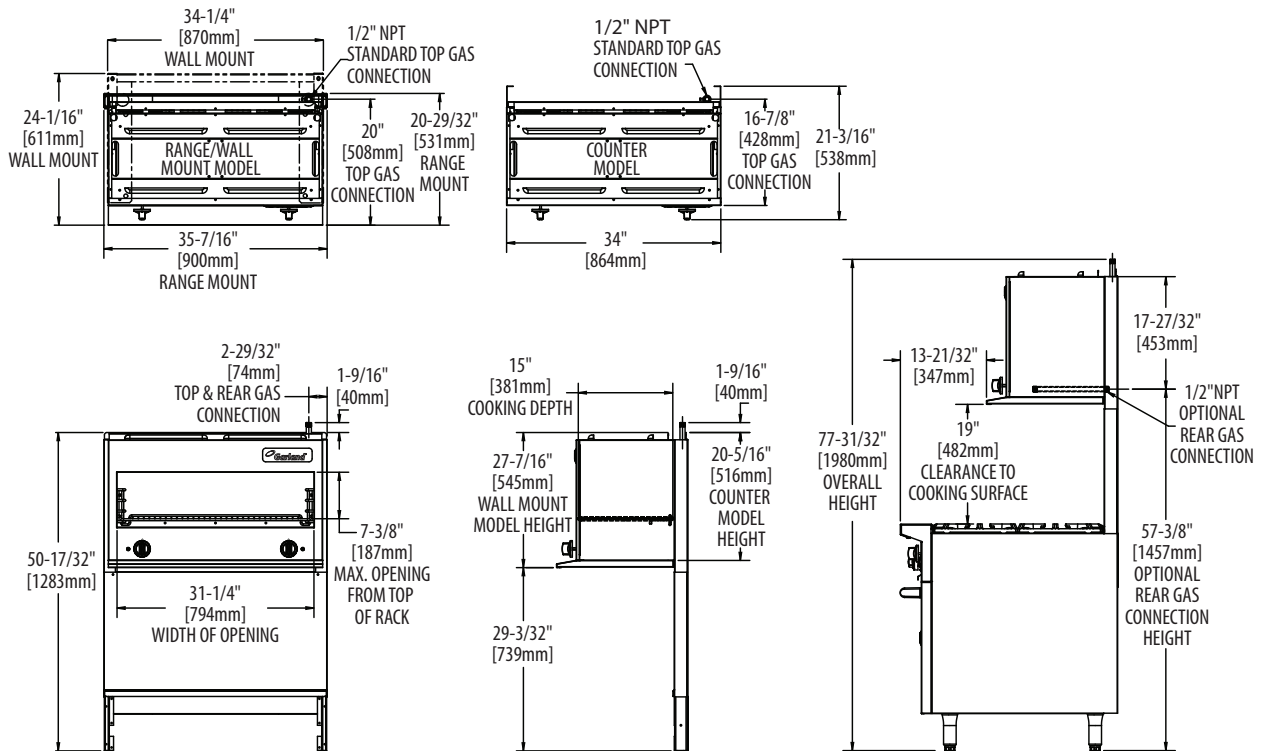 34-1/4"
[870mm]
WALL MOUNT
1/2" NPT
STANDARD TOP GAS
CONNECTION
24-1/16"
[611mm]
WALL MOUNT
RANGE/WALL
MOUNT MODEL
20"
[508mm]
TOP GAS
CONNECTION
20-29/32"
[531mm]
RANGE
MOUNT
35-7/16"
[900mm]
RANGE MOUNT
1/2" NPT
STANDARD TOP GAS
CONNECTION
COUNTER
MODEL
16-7/8"
[428mm]
TOP GAS
CONNECTION
21-3/16"
[538mm]
34"
[864mm]
2-29/32"
[74mm]
TOP & REAR GAS
CONNECTION
1-9/16"
[40mm]
Garland
50-17/32"
[1283mm]
7-3/8"
[187mm]
MAX. OPENING
FROM TOP
OF RACK
31-1/4"
[794mm]
WIDTH OF OPENING
15"
[381mm]
COOKING DEPTH
1-9/16"
[40mm]
27-7/16"
[545mm]
WALL MOUNT
MODEL HEIGHT
20-5/16"
[516mm]
COUNTER
MODEL
HEIGHT
29-3/32"
[739mm]
13-21/32"
[347mm]
17-27/32"
[453mm]
1/2"NPT
OPTIONAL
REAR GAS
CONNECTION
77-31/32"
[1980mm]
OVERALL
HEIGHT
19"
[482mm]
CLEARANCE TO
COOKING SURFACE
57-3/8"
[1457mm]
OPTIONAL
REAR GAS
CONNECTION
HEIGHT